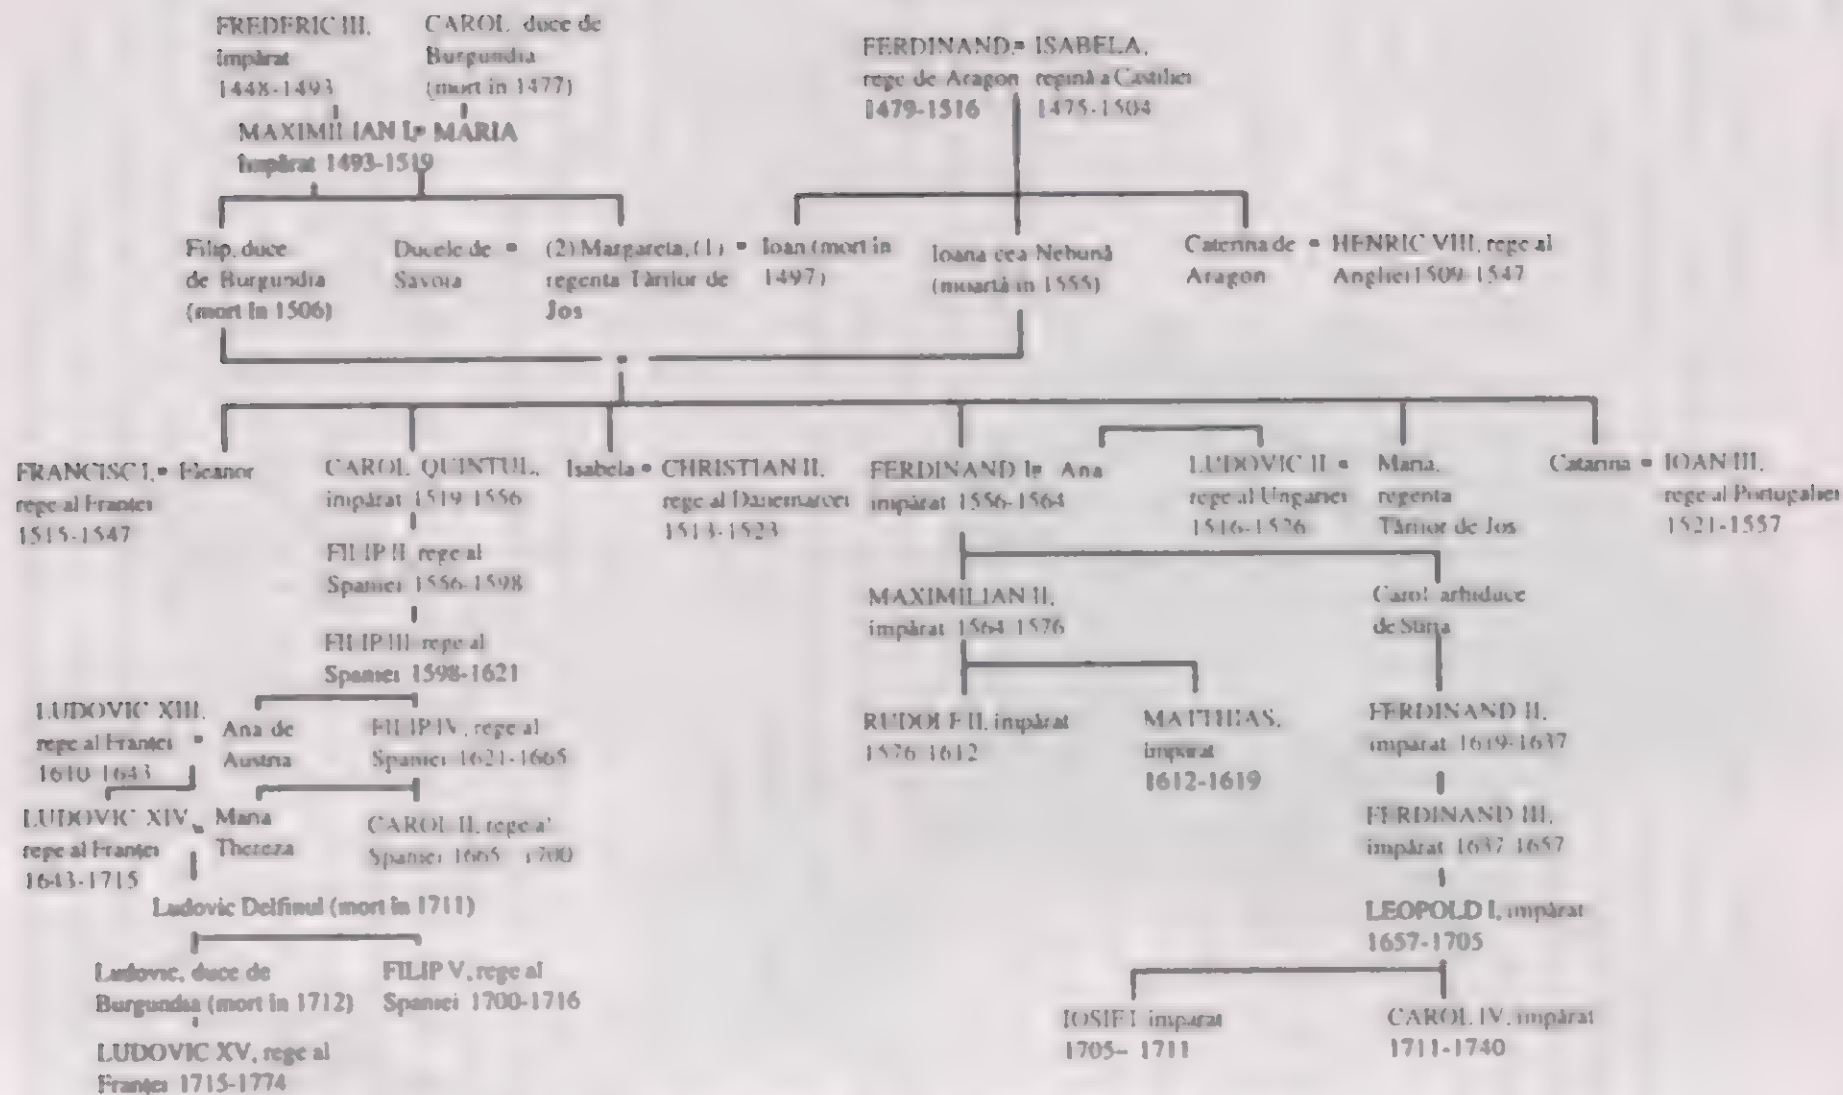 FREDERIC III,
împărat
1448-1493
CAROL, duce de
Burgundia
(mort în 1477)
FERDINAND, = ISABELA,
rege de Aragon regină a Castiliei
1479-1516 1475-1504
MAXIMILIAN I, = MARIA
împărat 1493-1519
Filip, duce
de Burgundia
(mort în 1506)
Ducele de =
Savoia
(2) Margareta, (1) =
regenta Țărilor de
Jos
Ioan (mort în
1497)
Ioana cea Nebună
(moartă în 1555)
Caterina de =
Aragon
HENRIC VIII, rege al
Angliei 1509-1547
FRANCISC I, = Eleanor
rege al Franței
1515-1547
CAROL QUINTUL,
împărat 1519-1556
Isabela = CHRISTIAN II,
rege al Danemarcei
1513-1523
FERDINAND I = Ana
împărat 1556-1564
LUDOVIC II =
rege al Ungariei
1516-1526
Maria,
regenta
Țărilor de Jos
Catarina = IOAN III,
rege al Portugaliei
1521-1557
FILIP II rege al
Spaniei 1556-1598
MAXIMILIAN II,
împărat 1564-1576
Carol arhiduce
de Stiria
FILIP III rege al
Spaniei 1598-1621
LUDOVIC XIII,
rege al Franței =
1610-1643
Ana de
Austria
FILIP IV, rege al
Spaniei 1621-1665
RUDOLF II, împărat
1576-1612
MATTHIAS,
împărat
1612-1619
FERDINAND II,
împărat 1619-1637
LUDOVIC XIV, =
rege al Franței
1643-1715
Maria
Thereza
CAROL II, rege al
Spaniei 1665-1700
FERDINAND III,
împărat 1637-1657
Ludovic Delfinul (mort în 1711)
LEOPOLD I, împărat
1657-1705
Ludovic, duce de
Burgundia (mort în 1712)
FILIP V, rege al
Spaniei 1700-1716
IOSIF I împărat
1705– 1711
CAROL IV, împărat
1711-1740
LUDOVIC XV, rege al
Franței 1715-1774